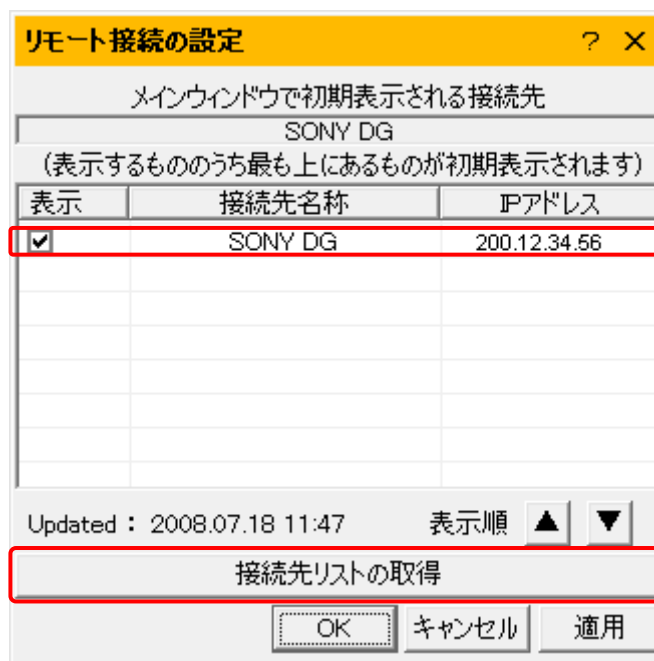 リモート接続の設定 ? ×
メインウィンドウで初期表示される接続先
SONY DG
(表示するもののうち最も上にあるものが初期表示されます)
表示 接続先名称 IPアドレス
SONY DG 200.12.34.56
Updated : 2008.07.18 11:47 表示順 ▲ ▼
接続先リストの取得
OK キャンセル 適用